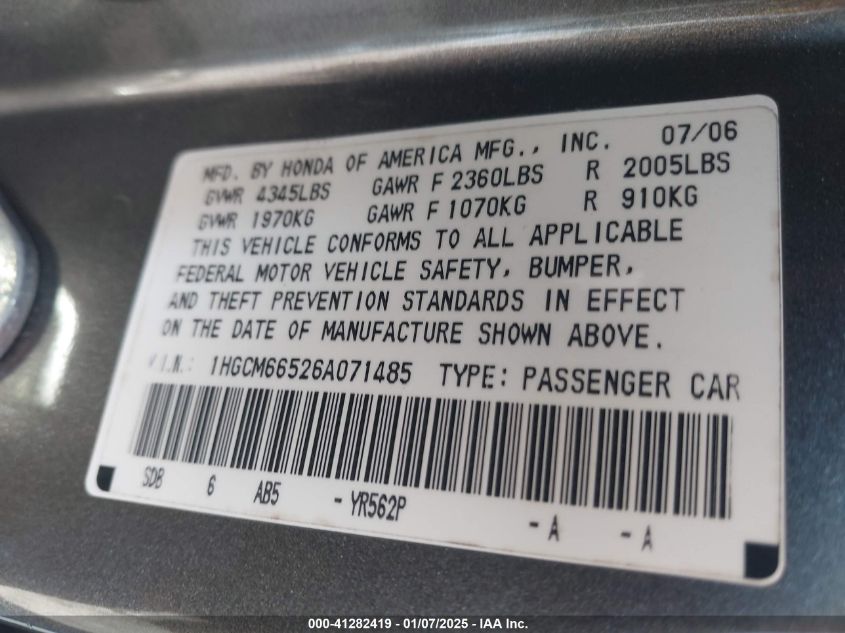 MFD. BY HONDA OF AMERICA MFG., INC. 07/06
GVWR 4345LBS GAWR F 2360LBS R 2005LBS
GVWR 1970KG GAWR F 1070KG R 910KG
THIS VEHICLE CONFORMS TO ALL APPLICABLE
FEDERAL MOTOR VEHICLE SAFETY, BUMPER,
AND THEFT PREVENTION STANDARDS IN EFFECT
ON THE DATE OF MANUFACTURE SHOWN ABOVE.
V.I.N.: 1HGCM66526A071485 TYPE: PASSENGER CAR
SDB 6 AB5 -YR562P -A -A
000-41282419 - 01/07/2025 - IAA Inc.